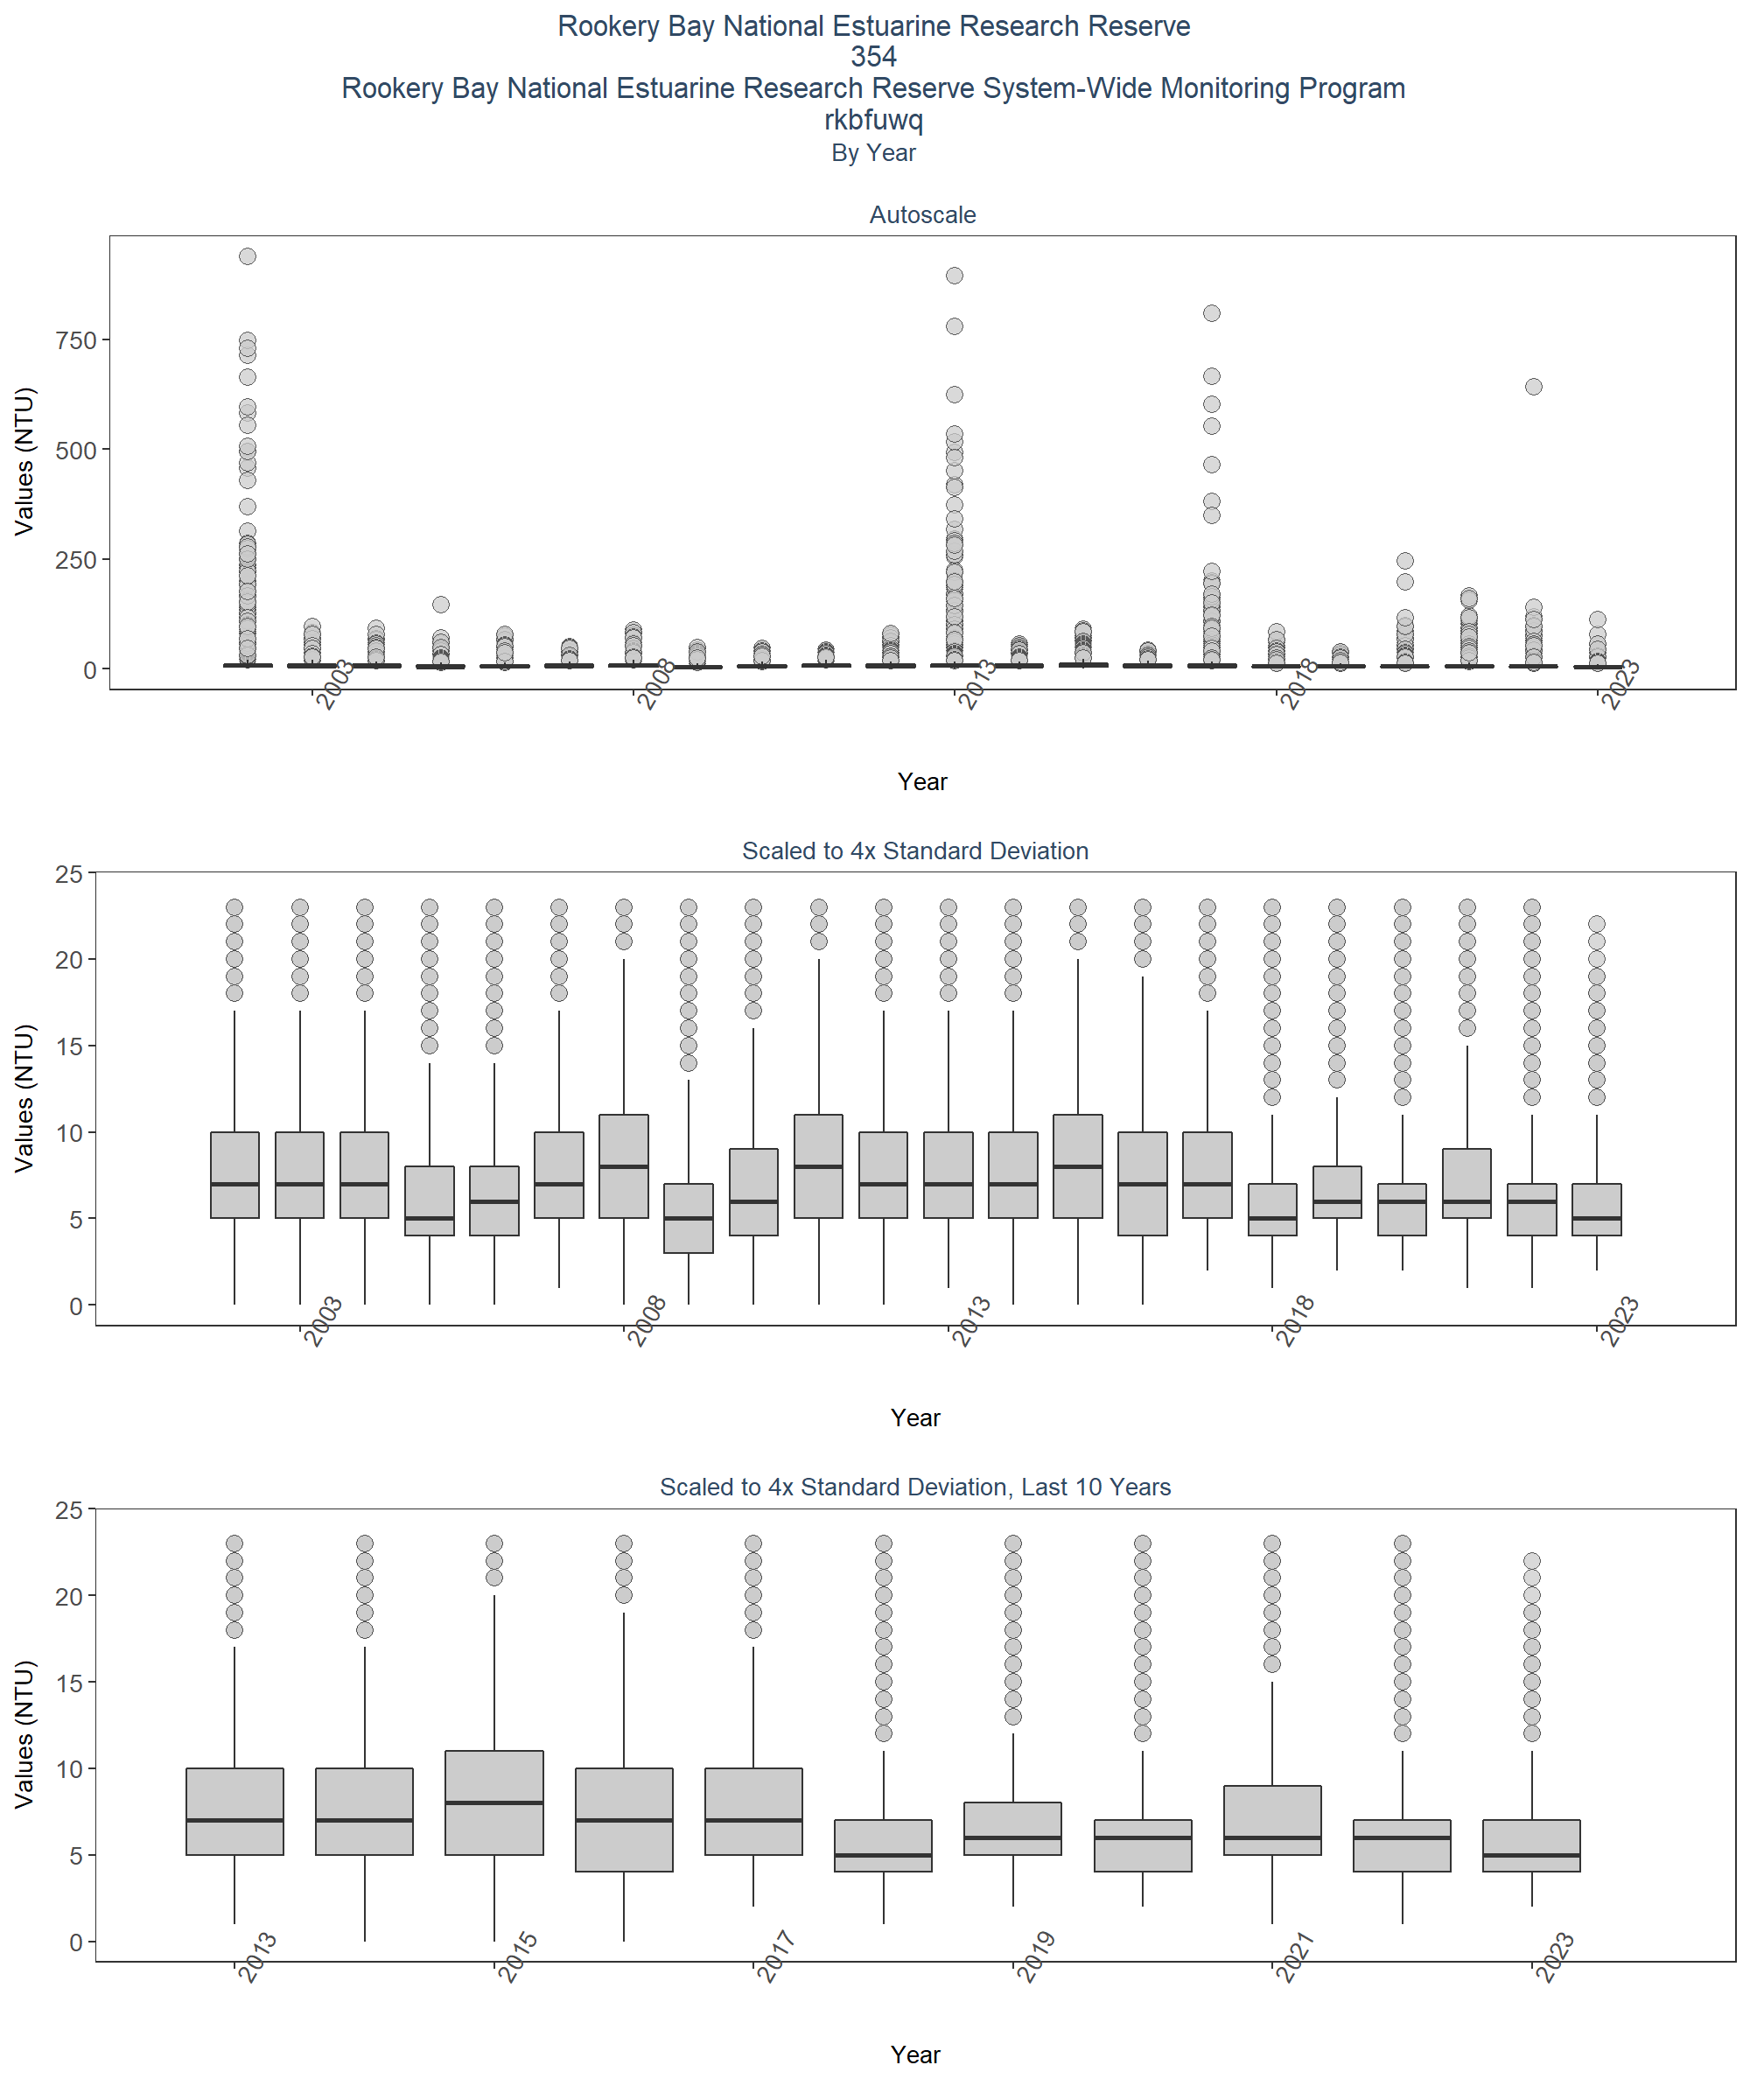 Rookery Bay National Estuarine Research Reserve
354
Rookery Bay National Estuarine Research Reserve System-Wide Monitoring Program
rkbfuwq
By Year
Autoscale
Values (NTU)
750
500
250
0
2003 2008 2013 2018 2023
Year
Scaled to 4x Standard Deviation
Values (NTU)
25
20
15
10
5
0
2003 2008 2013 2018 2023
Year
Scaled to 4x Standard Deviation, Last 10 Years
Values (NTU)
25
20
15
10
5
0
2013 2015 2017 2019 2021 2023
Year